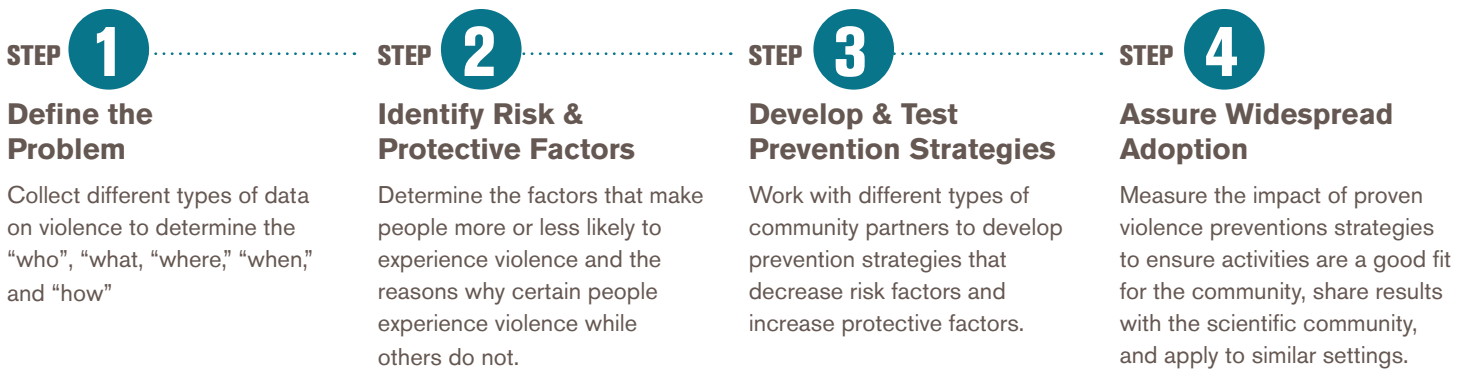 STEP 1
Define the
Problem
Collect different types of data
on violence to determine the
“who”, “what, “where,” “when,”
and “how”
STEP 2
Identify Risk &
Protective Factors
Determine the factors that make
people more or less likely to
experience violence and the
reasons why certain people
experience violence while
others do not.
STEP 3
Develop & Test
Prevention Strategies
Work with different types of
community partners to develop
prevention strategies that
decrease risk factors and
increase protective factors.
STEP 4
Assure Widespread
Adoption
Measure the impact of proven
violence preventions strategies
to ensure activities are a good fit
for the community, share results
with the scientific community,
and apply to similar settings.